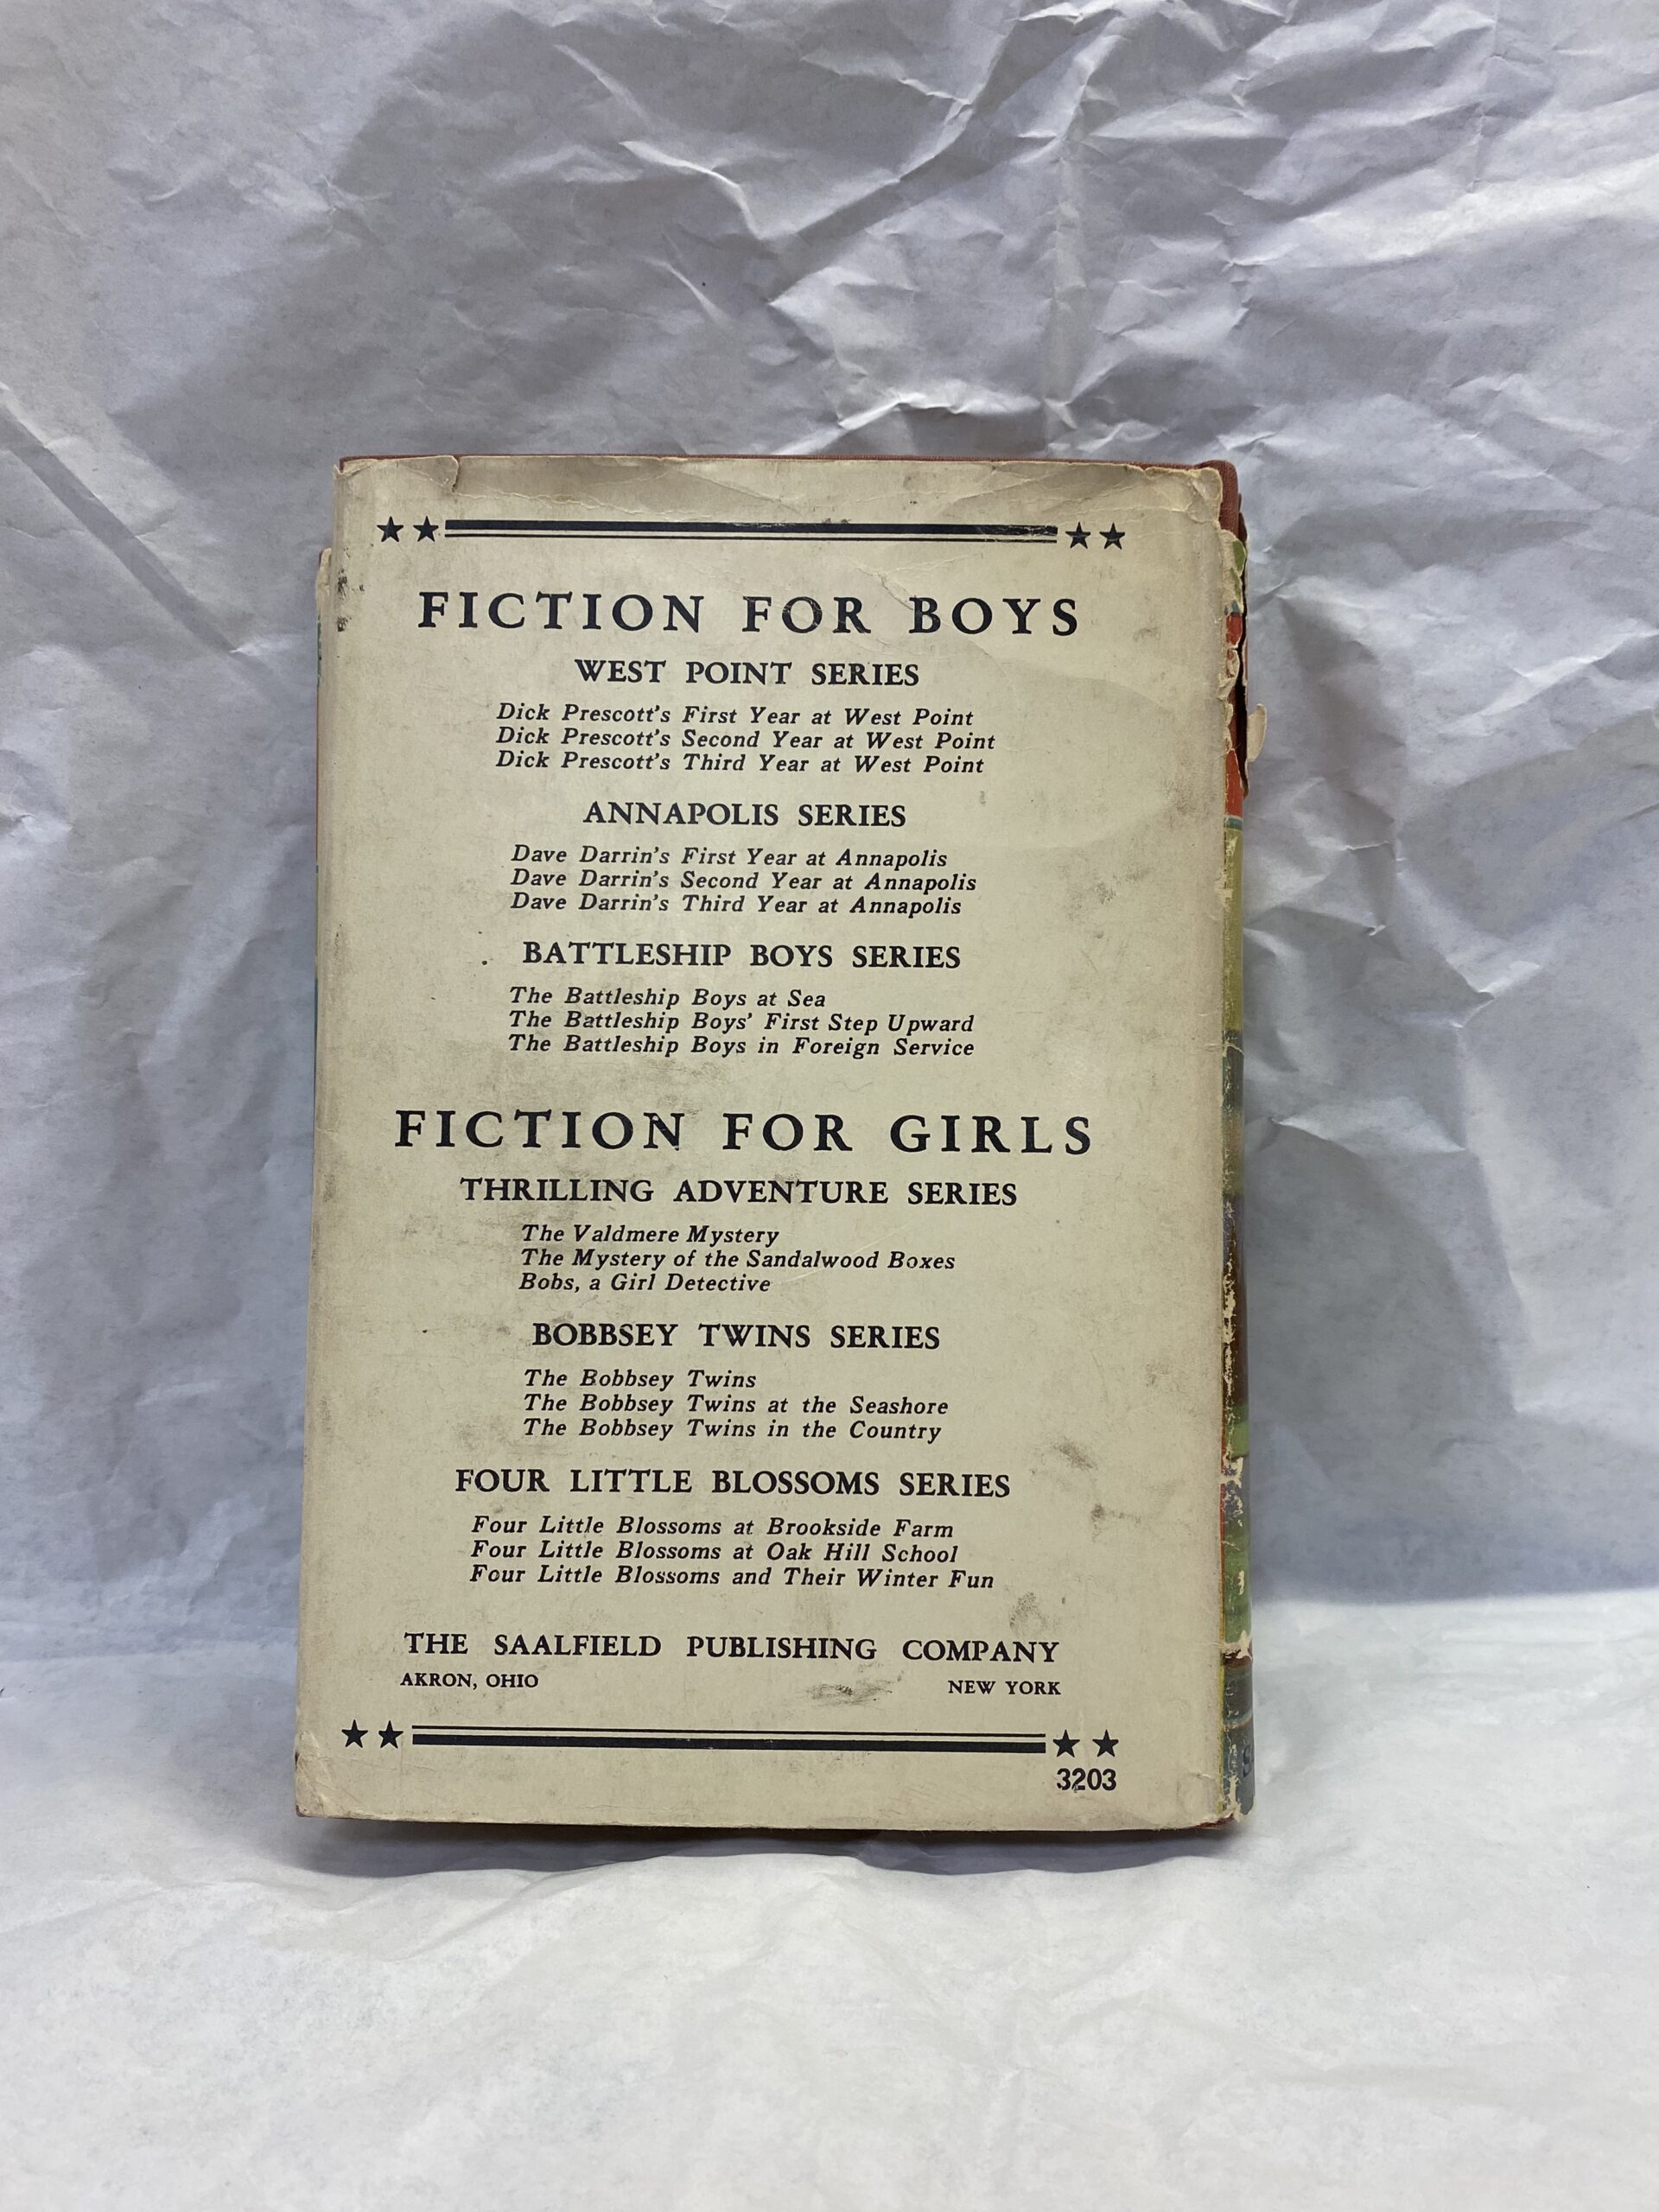 FICTION FOR BOYS
WEST POINT SERIES
Dick Prescott's First Year at West Point
Dick Prescott's Second Year at West Point
Dick Prescott's Third Year at West Point
ANNAPOLIS SERIES
Dave Darrin's First Year at Annapolis
Dave Darrin's Second Year at Annapolis
Dave Darrin's Third Year at Annapolis
BATTLESHIP BOYS SERIES
The Battleship Boys at Sea
The Battleship Boys' First Step Upward
The Battleship Boys in Foreign Service
FICTION FOR GIRLS
THRILLING ADVENTURE SERIES
The Valdmere Mystery
The Mystery of the Sandalwood Boxes
Bobs, a Girl Detective
BOBBSEY TWINS SERIES
The Bobbsey Twins
The Bobbsey Twins at the Seashore
The Bobbsey Twins in the Country
FOUR LITTLE BLOSSOMS SERIES
Four Little Blossoms at Brookside Farm
Four Little Blossoms at Oak Hill School
Four Little Blossoms and Their Winter Fun
THE SAALFIELD PUBLISHING COMPANY
AKRON, OHIO NEW YORK
3203